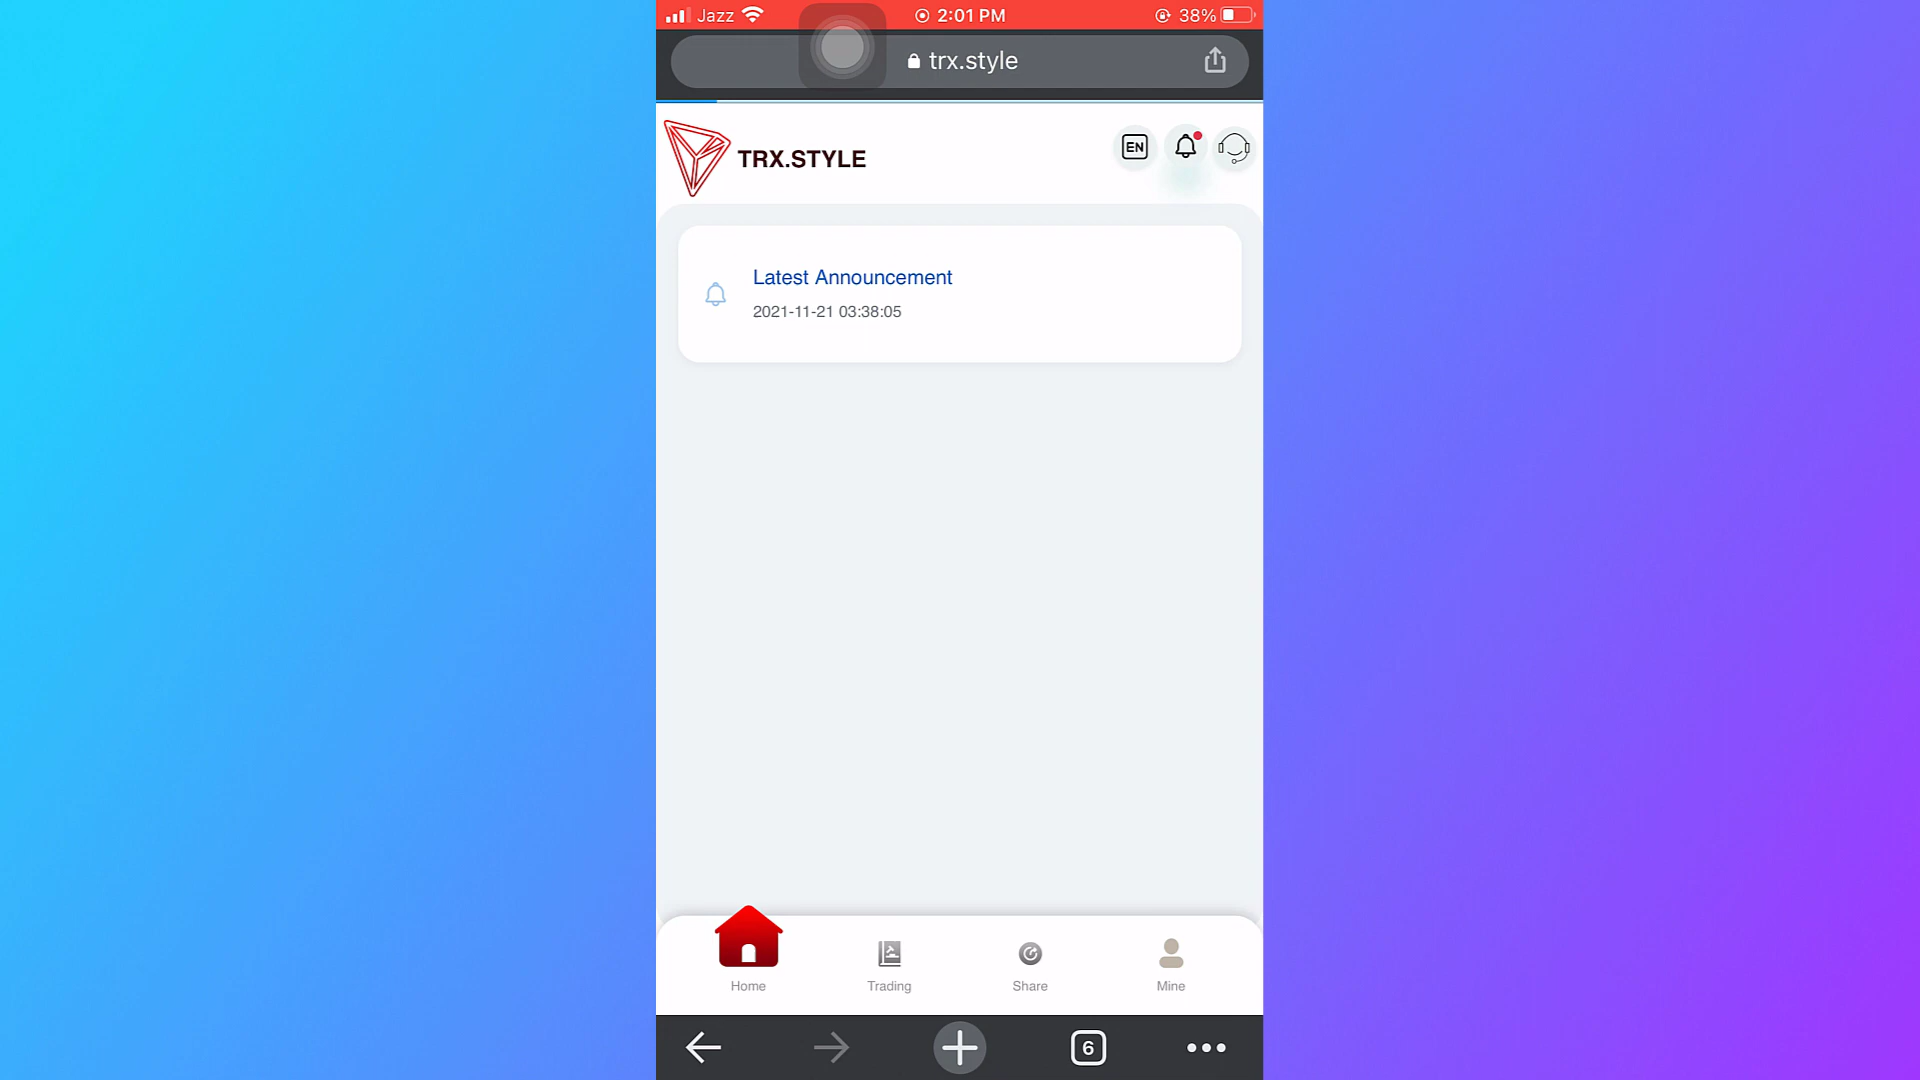 Jazz 2:01 PM 38%
trx.style
TRX.STYLE
EN
Latest Announcement
2021-11-21 03:38:05
Home Trading Share Mine
6